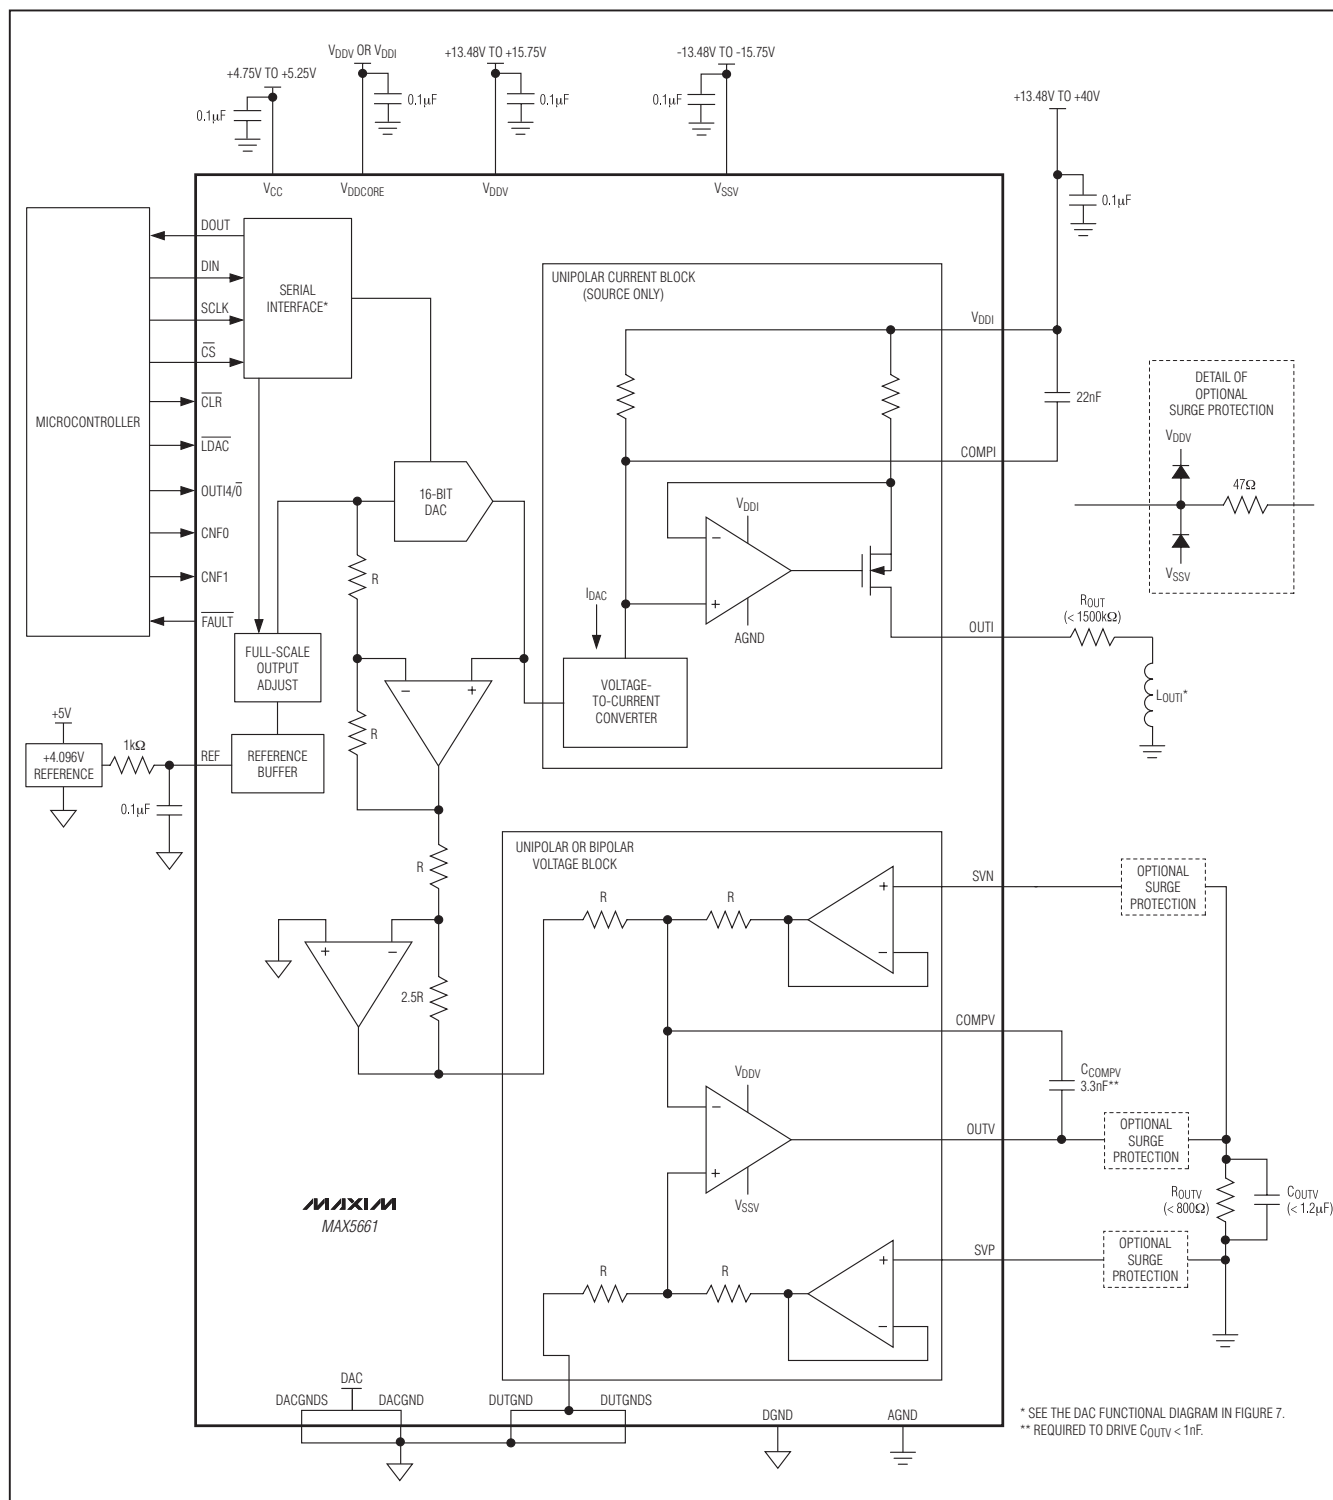 V_DDV OR V_DDI
+13.48V TO +15.75V
-13.48V TO -15.75V
+4.75V TO +5.25V
+13.48V TO +40V
0.1µF
0.1µF
0.1µF
0.1µF
0.1µF
V_CC
V_DDCORE
V_DDV
V_SSV
MICROCONTROLLER
DOUT
DIN
SCLK
C̅S̅
C̅L̅R̅
L̅D̅A̅C̅
OUTI4/0̅
CNF0
CNF1
F̅A̅U̅L̅T̅
SERIAL
INTERFACE*
16-BIT
DAC
R
R
FULL-SCALE
OUTPUT
ADJUST
REFERENCE
BUFFER
+5V
+4.096V
REFERENCE
1kΩ
REF
0.1µF
−
+
UNIPOLAR CURRENT BLOCK
(SOURCE ONLY)
V_DDI
22nF
COMPI
V_DDI
−
+
AGND
I_DAC
VOLTAGE-
TO-CURRENT
CONVERTER
OUTI
R_OUT
(< 1500kΩ)
L_OUTI*
DETAIL OF
OPTIONAL
SURGE PROTECTION
V_DDV
47Ω
V_SSV
R
+
−
2.5R
UNIPOLAR OR BIPOLAR
VOLTAGE BLOCK
R
R
+
−
SVN
OPTIONAL
SURGE
PROTECTION
COMPV
C_COMPV
3.3nF**
V_DDV
−
+
V_SSV
OUTV
OPTIONAL
SURGE
PROTECTION
R_OUTV
(< 800Ω)
C_OUTV
(< 1.2µF)
R
R
+
−
SVP
OPTIONAL
SURGE
PROTECTION
MAXIM
MAX5661
DAC
DACGNDS
DACGND
DUTGND
DUTGNDS
DGND
AGND
* SEE THE DAC FUNCTIONAL DIAGRAM IN FIGURE 7.
** REQUIRED TO DRIVE C_OUTV < 1nF.